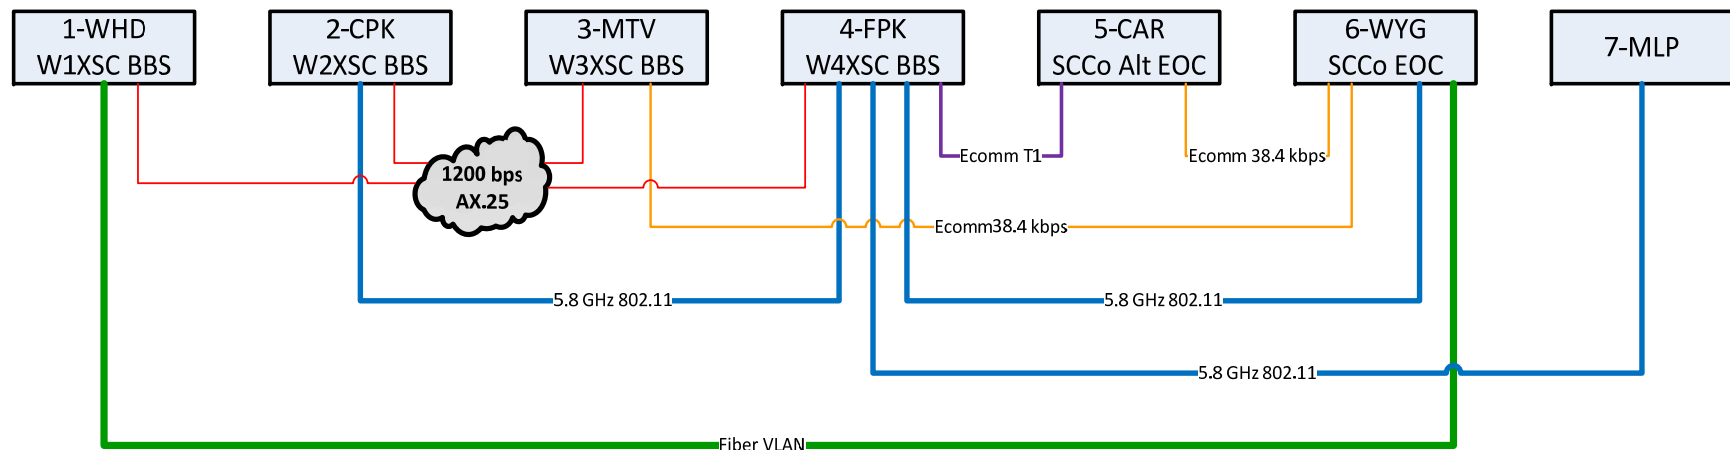 1-WHD
W1XSC BBS
2-CPK
W2XSC BBS
3-MTV
W3XSC BBS
4-FPK
W4XSC BBS
5-CAR
SCCo Alt EOC
6-WYG
SCCo EOC
7-MLP
1200 bps
AX.25
Ecomm T1
Ecomm 38.4 kbps
Ecomm38.4 kbps
5.8 GHz 802.11
5.8 GHz 802.11
5.8 GHz 802.11
Fiber VLAN